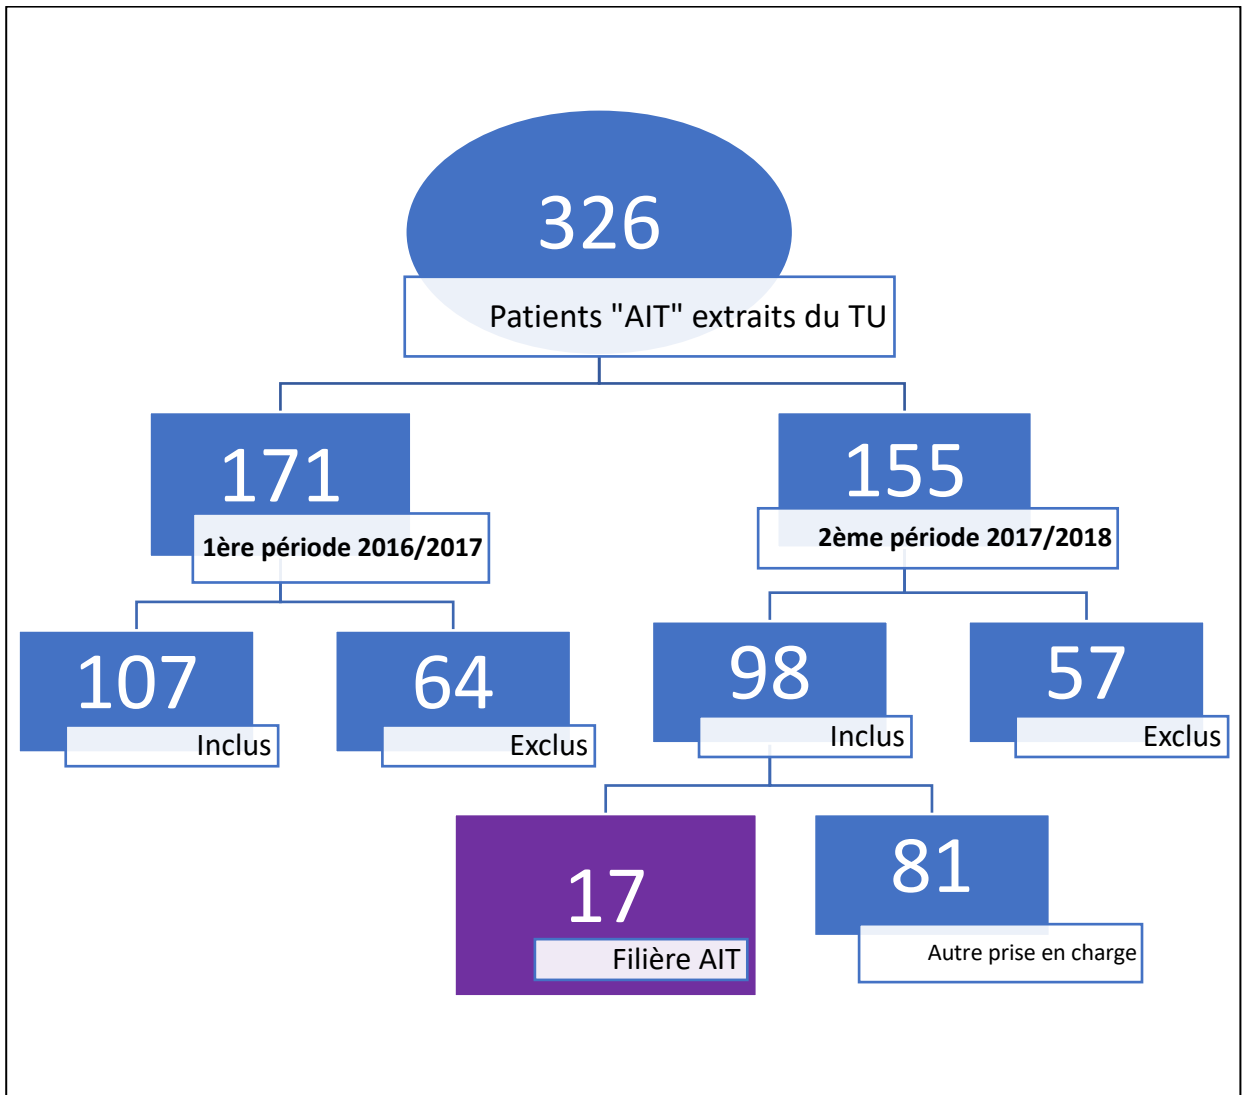 326
Patients "AIT" extraits du TU
171
1ère période 2016/2017
155
2ème période 2017/2018
107
Inclus
64
Exclus
98
Inclus
57
Exclus
17
Filière AIT
81
Autre prise en charge